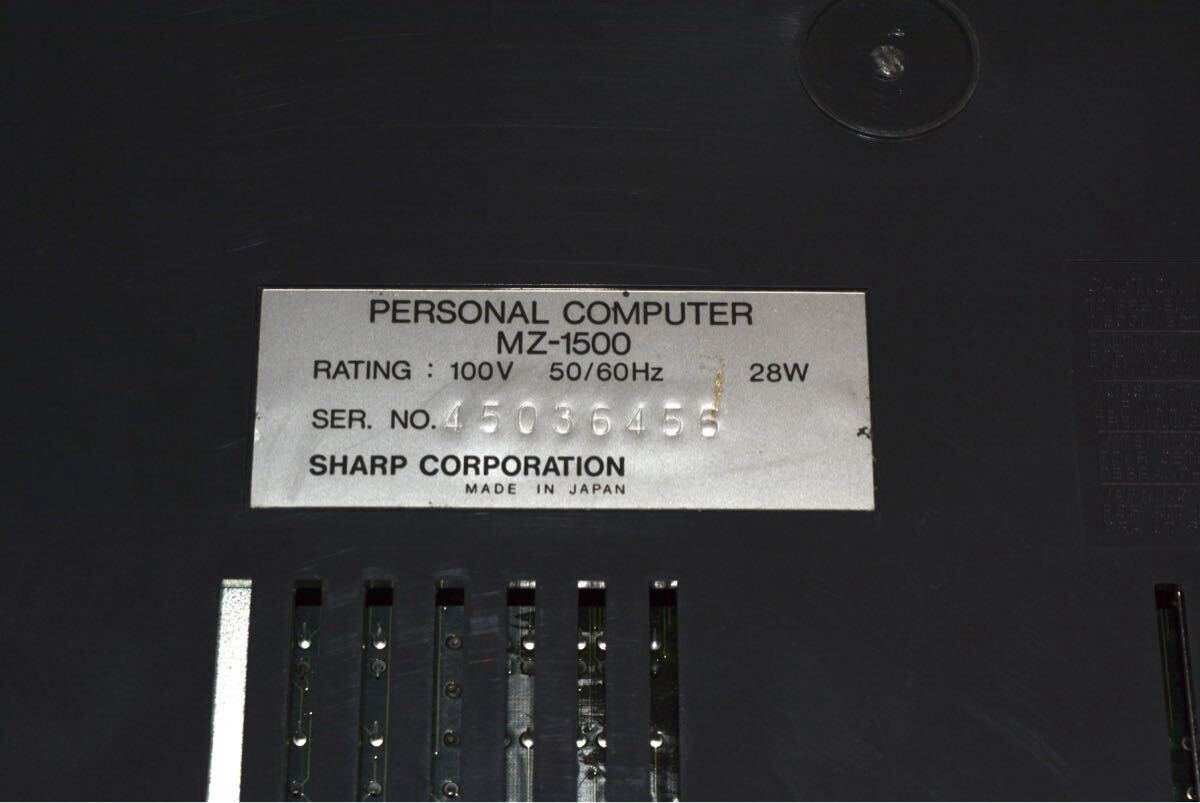 PERSONAL COMPUTER
MZ-1500
RATING : 100V 50/60Hz 28W
SER. NO. 45036456
SHARP CORPORATION
MADE IN JAPAN